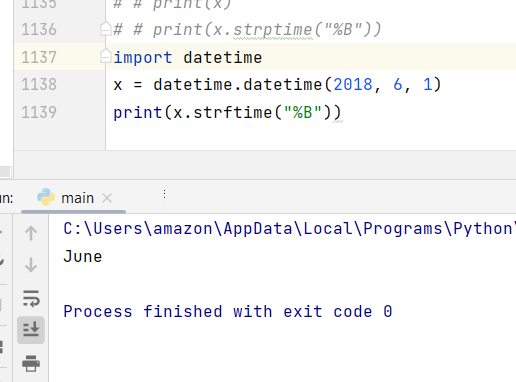 1135 # # print(x)
1136 # # print(x.strptime("%B"))
1137 import datetime
1138 x = datetime.datetime(2018, 6, 1)
1139 print(x.strftime("%B"))
un: main
C:\Users\amazon\AppData\Local\Programs\Python\
June
Process finished with exit code 0